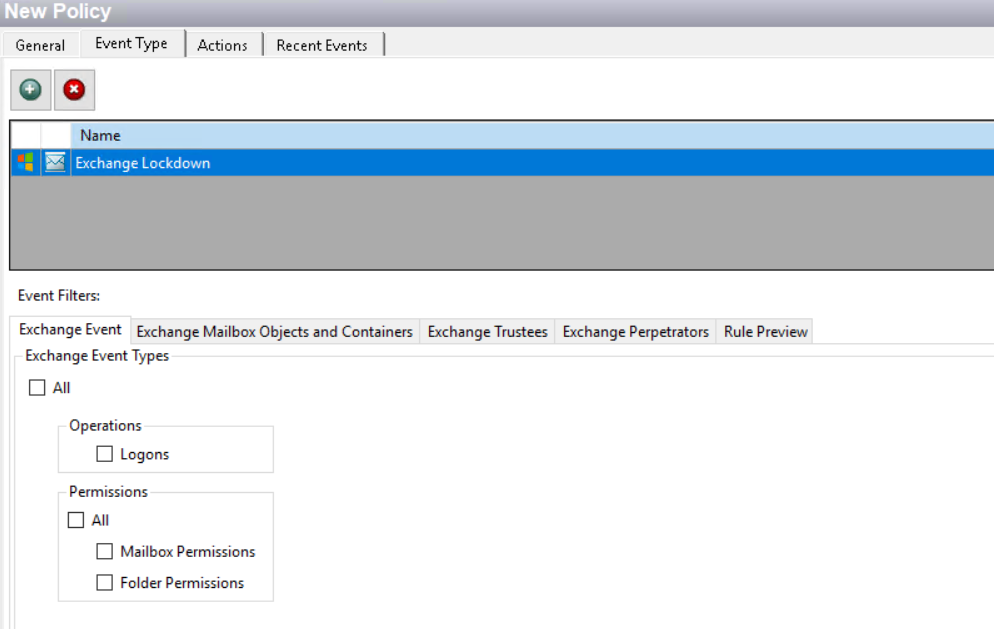 New Policy
General Event Type Actions Recent Events
Name
Exchange Lockdown
Event Filters:
Exchange Event Exchange Mailbox Objects and Containers Exchange Trustees Exchange Perpetrators Rule Preview
Exchange Event Types
All
Operations
Logons
Permissions
All
Mailbox Permissions
Folder Permissions